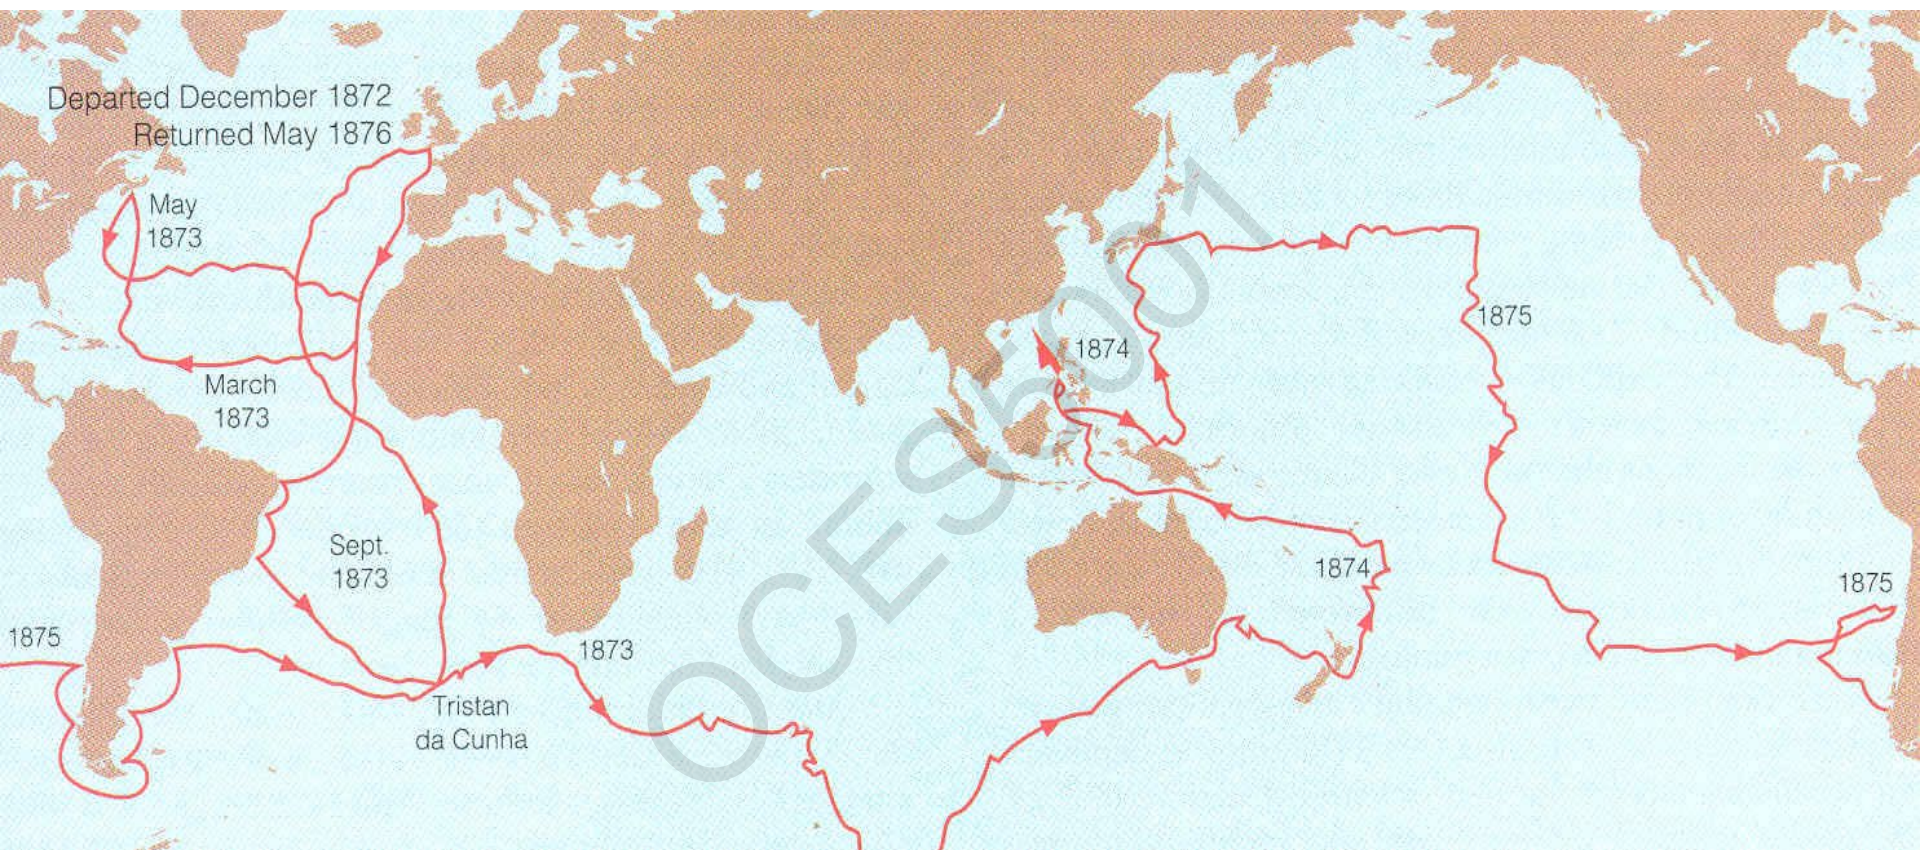 Departed December 1872
Returned May 1876
May
1873
March
1873
Sept.
1873
1875
Tristan
da Cunha
1873
1874
1874
1875
1875
OCES5001